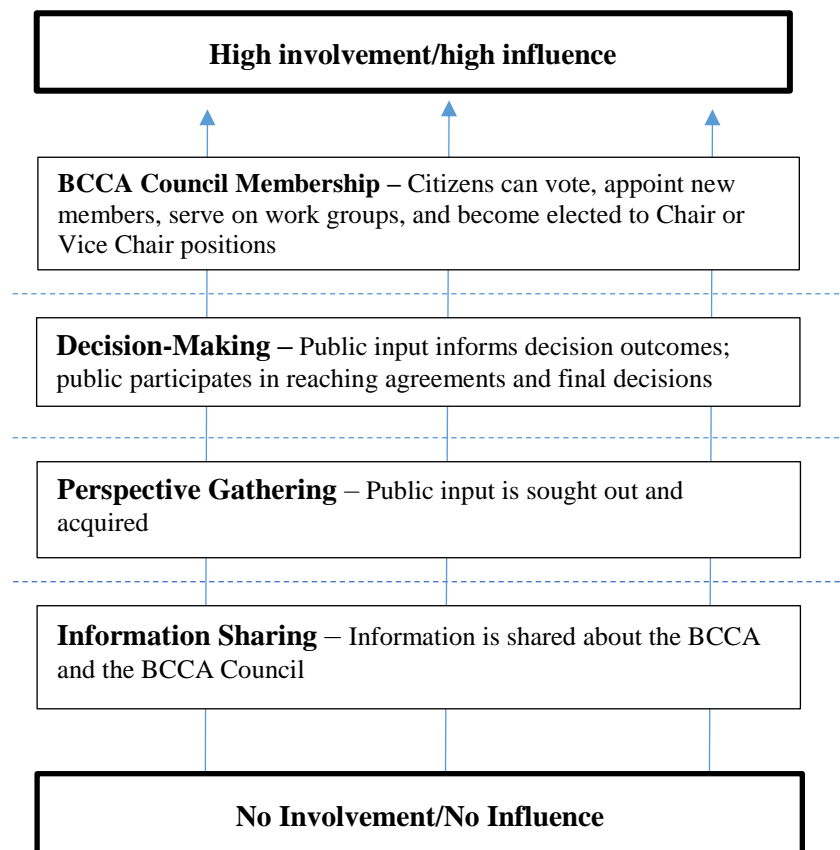 High involvement/high influence
BCCA Council Membership – Citizens can vote, appoint new
members, serve on work groups, and become elected to Chair or
Vice Chair positions
Decision-Making – Public input informs decision outcomes;
public participates in reaching agreements and final decisions
Perspective Gathering – Public input is sought out and
acquired
Information Sharing – Information is shared about the BCCA
and the BCCA Council
No Involvement/No Influence